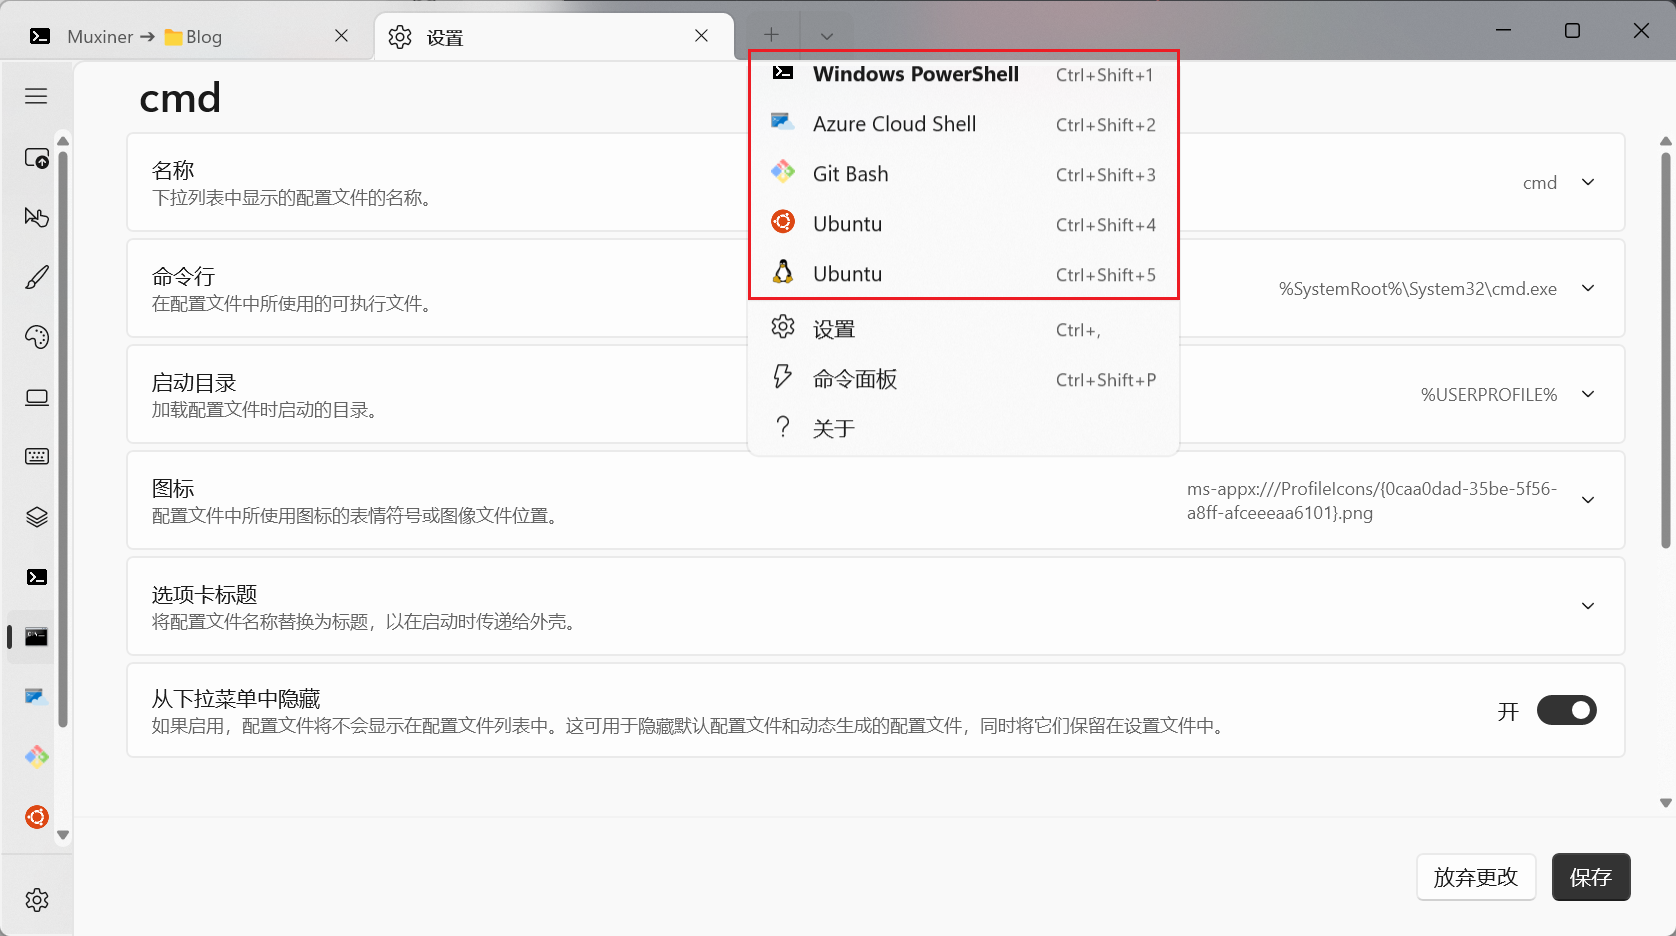 Muxiner → Blog
设置
Windows PowerShell Ctrl+Shift+1
Azure Cloud Shell Ctrl+Shift+2
Git Bash Ctrl+Shift+3
Ubuntu Ctrl+Shift+4
Ubuntu Ctrl+Shift+5
设置 Ctrl+,
命令面板 Ctrl+Shift+P
关于
cmd
名称
下拉列表中显示的配置文件的名称。
cmd
命令行
在配置文件中所使用的可执行文件。
%SystemRoot%\System32\cmd.exe
启动目录
加载配置文件时启动的目录。
%USERPROFILE%
图标
配置文件中所使用图标的表情符号或图像文件位置。
ms-appx:///ProfileIcons/{0caa0dad-35be-5f56-
a8ff-afceeeaa6101}.png
选项卡标题
将配置文件名称替换为标题，以在启动时传递给外壳。
从下拉菜单中隐藏
如果启用，配置文件将不会显示在配置文件列表中。这可用于隐藏默认配置文件和动态生成的配置文件，同时将它们保留在设置文件中。
开
放弃更改
保存